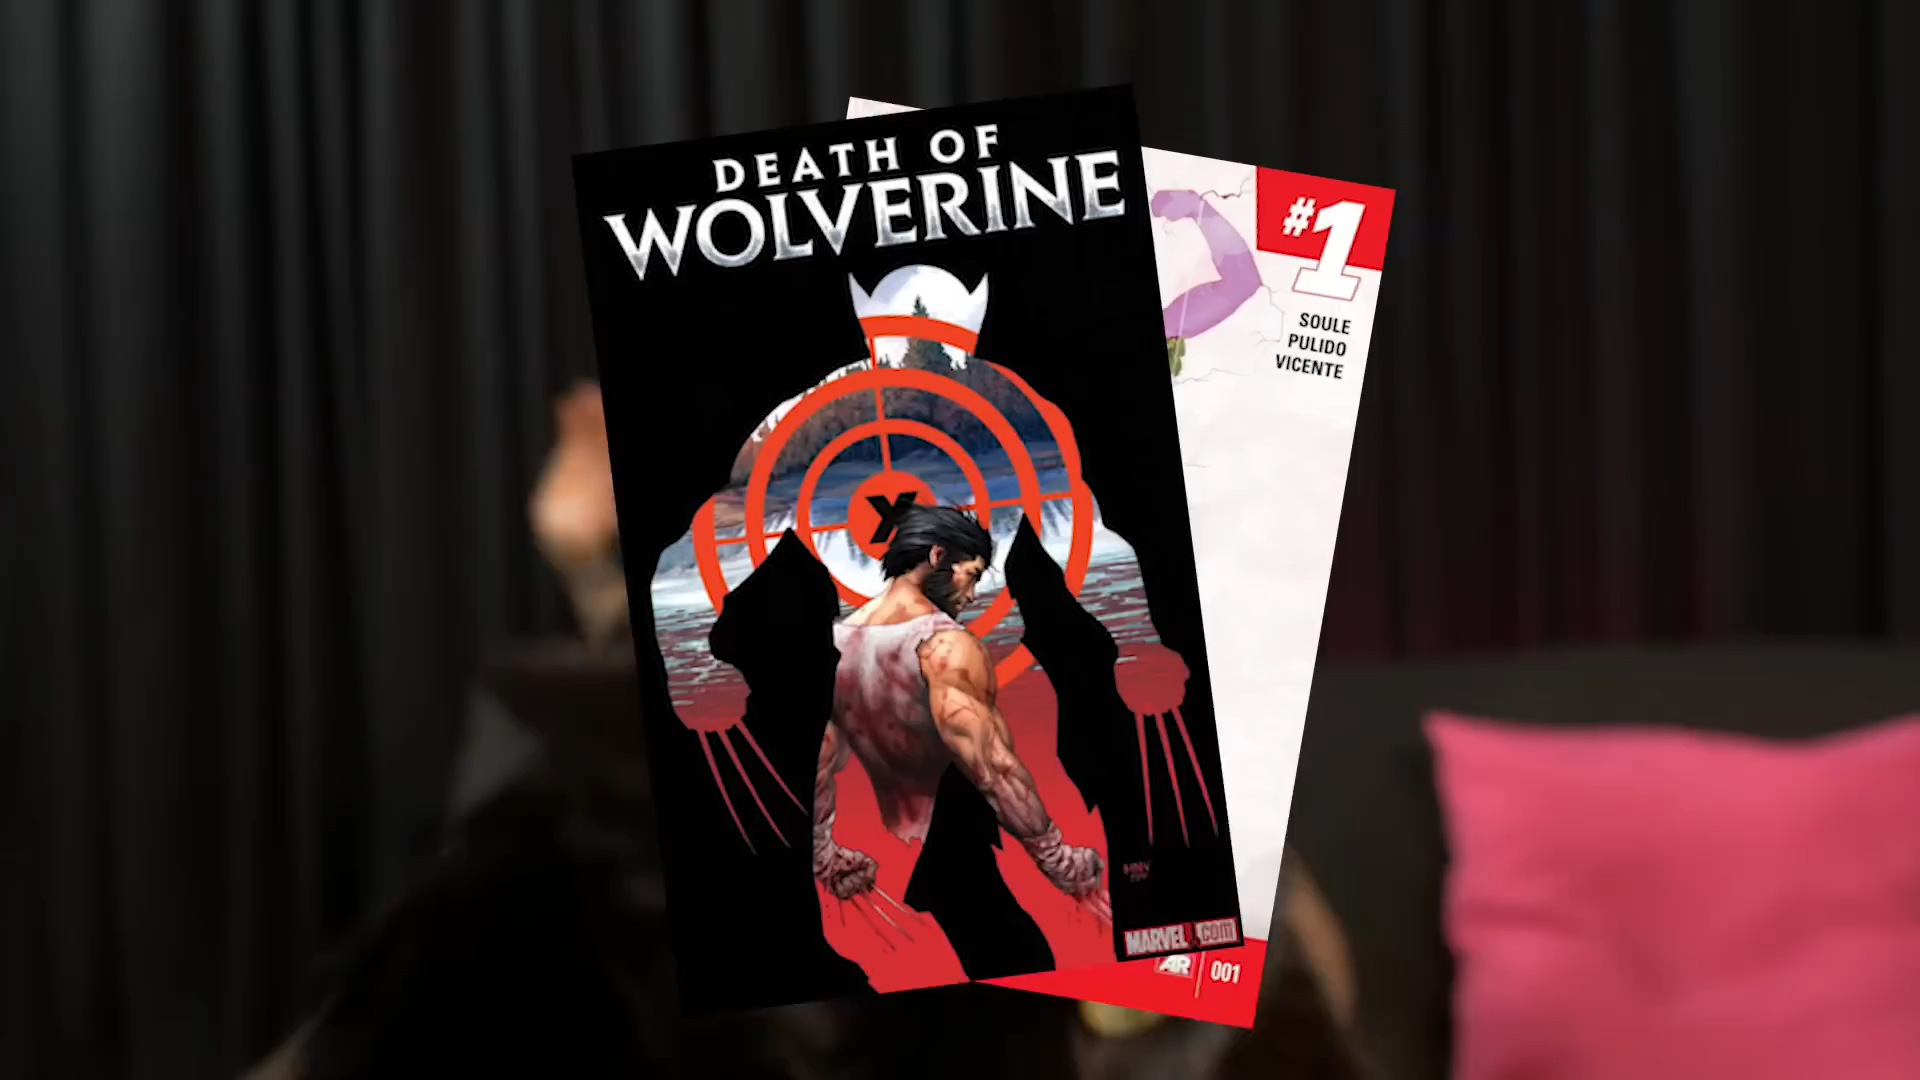 DEATH OF
WOLVERINE
X
MARVEL.com
#1
SOULE
PULIDO
VICENTE
AR
001